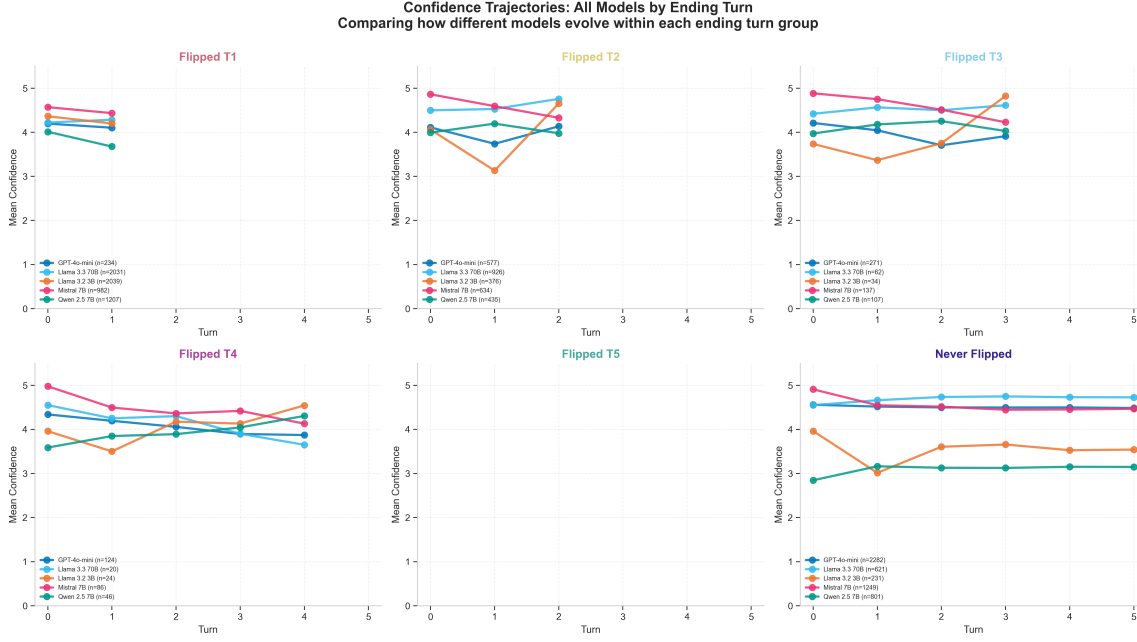 Confidence Trajectories: All Models by Ending Turn
Comparing how different models evolve within each ending turn group
Flipped T1
Mean Confidence
5
4
3
2
1
0
GPT-4o-mini (n=234)
Llama 3.3 70B (n=2031)
Llama 3.2 3B (n=2039)
Mistral 7B (n=982)
Qwen 2.5 7B (n=1207)
0 1 2 3 4 5
Turn
Flipped T2
Mean Confidence
5
4
3
2
1
0
GPT-4o-mini (n=577)
Llama 3.3 70B (n=926)
Llama 3.2 3B (n=376)
Mistral 7B (n=634)
Qwen 2.5 7B (n=435)
0 1 2 3 4 5
Turn
Flipped T3
Mean Confidence
5
4
3
2
1
0
GPT-4o-mini (n=271)
Llama 3.3 70B (n=62)
Llama 3.2 3B (n=34)
Mistral 7B (n=137)
Qwen 2.5 7B (n=107)
0 1 2 3 4 5
Turn
Flipped T4
Mean Confidence
5
4
3
2
1
0
GPT-4o-mini (n=124)
Llama 3.3 70B (n=20)
Llama 3.2 3B (n=24)
Mistral 7B (n=86)
Qwen 2.5 7B (n=46)
0 1 2 3 4 5
Turn
Flipped T5
Mean Confidence
5
4
3
2
1
0
0 1 2 3 4 5
Turn
Never Flipped
Mean Confidence
5
4
3
2
1
0
GPT-4o-mini (n=2282)
Llama 3.3 70B (n=621)
Llama 3.2 3B (n=231)
Mistral 7B (n=1249)
Qwen 2.5 7B (n=801)
0 1 2 3 4 5
Turn